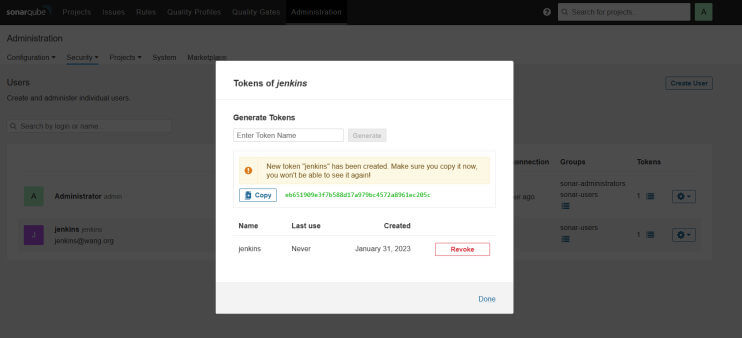 sonarqube Projects Issues Rules Quality Profiles Quality Gates Administration ? Search for projects... A
Administration
Configuration Security Projects System Marketplace
Users
Create User
Create and administer individual users.
Search by login or name
Tokens of jenkins
Generate Tokens
Enter Token Name Generate
New token "jenkins" has been created. Make sure you copy it now,
you won't be able to see it again!
Copy eb651909e3f7b588d17a979bc4572a8961ec205c
Name Last use Created
jenkins Never January 31, 2023 Revoke
Done
Groups Tokens
A Administrator admin
sonar-administrators
sonar-users
1
J jenkins jenkins
jenkins@wang.org
sonar-users
1